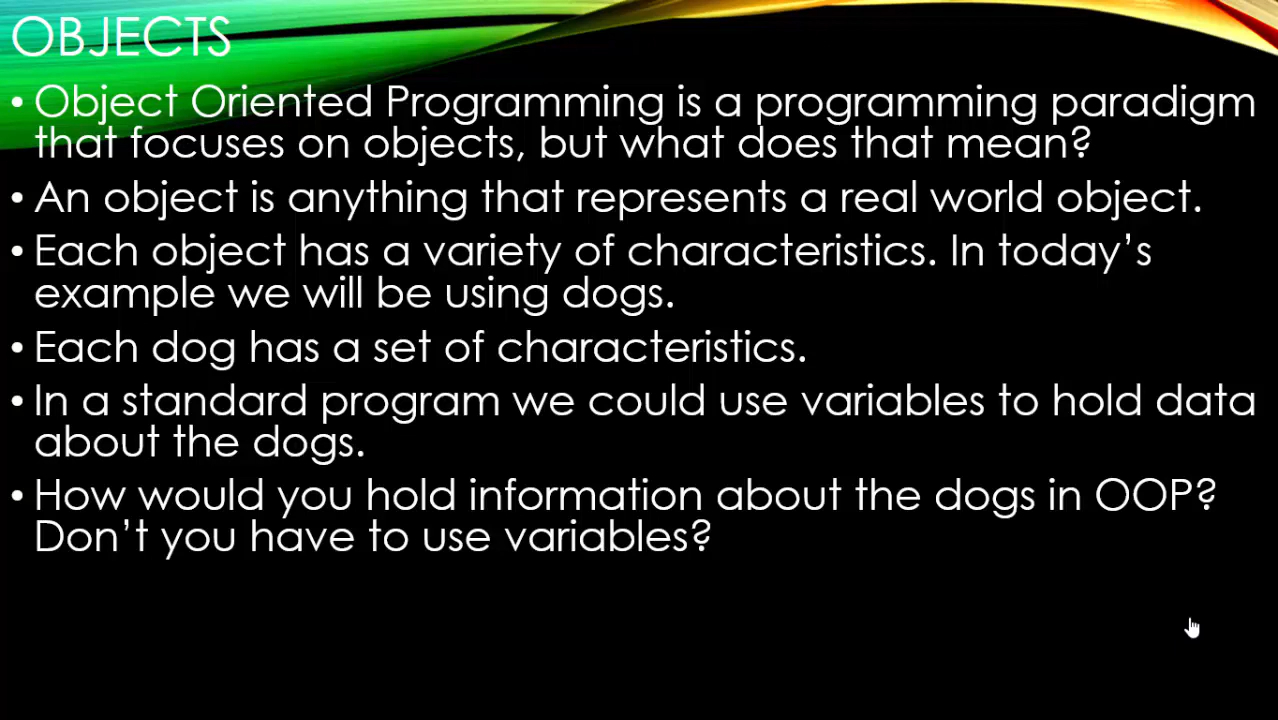 OBJECTS
• Object Oriented Programming is a programming paradigm
that focuses on objects, but what does that mean?
• An object is anything that represents a real world object.
• Each object has a variety of characteristics. In today’s
example we will be using dogs.
• Each dog has a set of characteristics.
• In a standard program we could use variables to hold data
about the dogs.
• How would you hold information about the dogs in OOP?
Don’t you have to use variables?